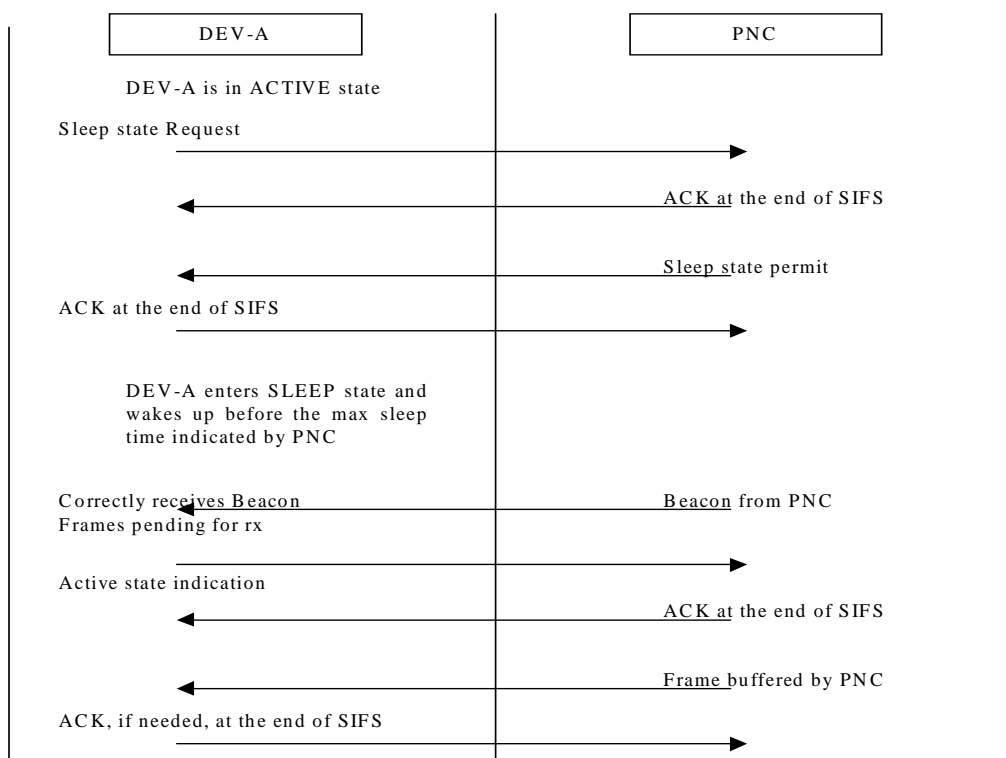 DEV-A
PNC
DEV-A is in ACTIVE state
Sleep state Request
ACK at the end of SIFS
Sleep state permit
ACK at the end of SIFS
DEV-A enters SLEEP state and
wakes up before the max sleep
time indicated by PNC
Correctly receives Beacon
Beacon from PNC
Frames pending for rx
Active state indication
ACK at the end of SIFS
Frame buffered by PNC
ACK, if needed, at the end of SIFS